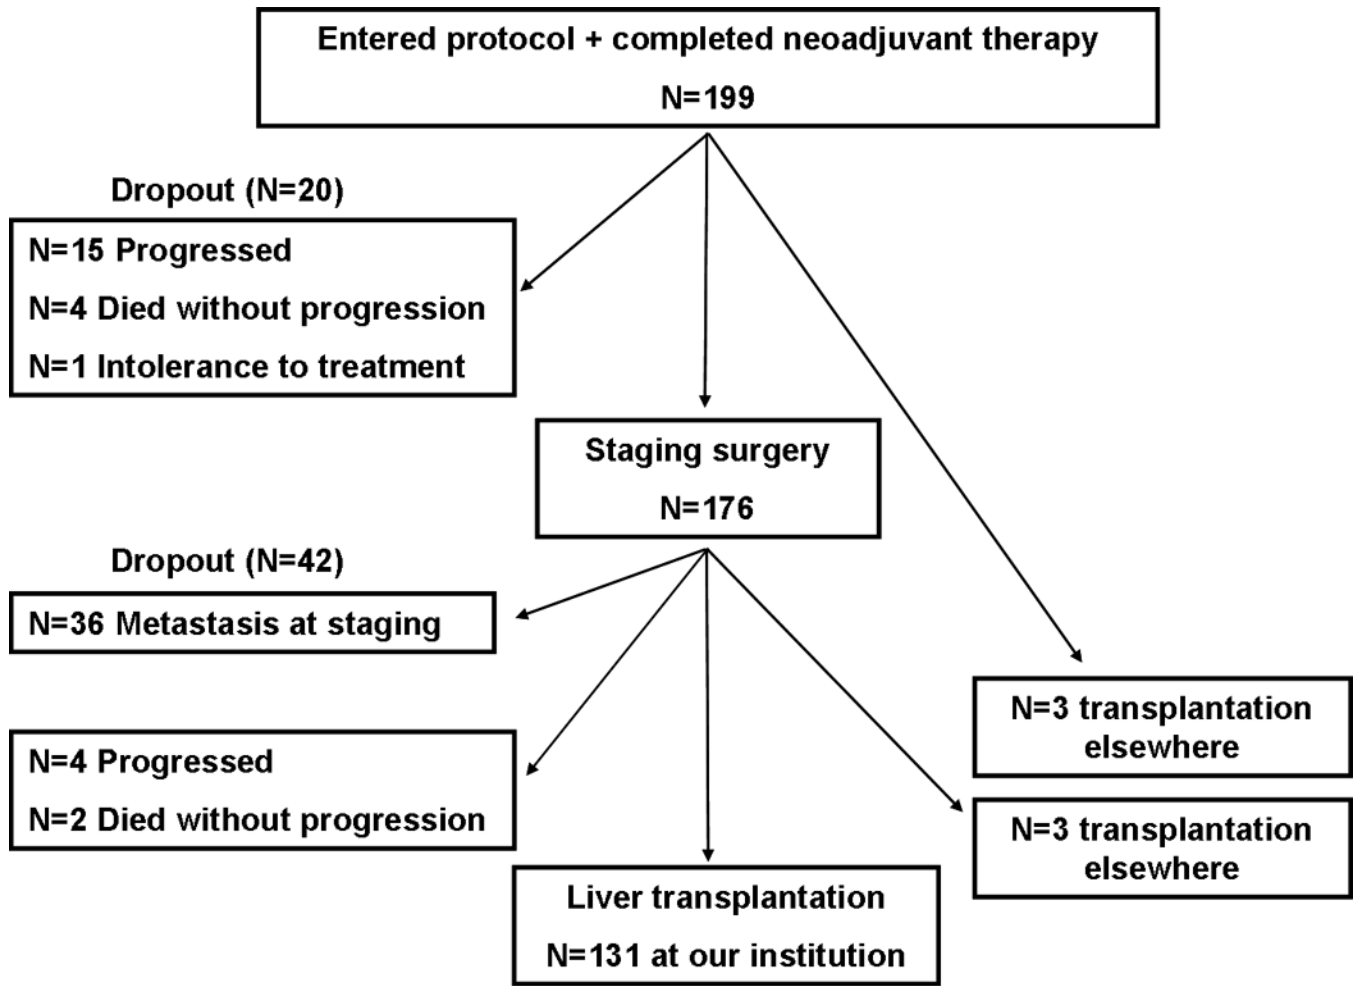 Entered protocol + completed neoadjuvant therapy
N=199
Dropout (N=20)
N=15 Progressed
N=4 Died without progression
N=1 Intolerance to treatment
Staging surgery
N=176
Dropout (N=42)
N=36 Metastasis at staging
N=4 Progressed
N=2 Died without progression
N=3 transplantation
elsewhere
N=3 transplantation
elsewhere
Liver transplantation
N=131 at our institution